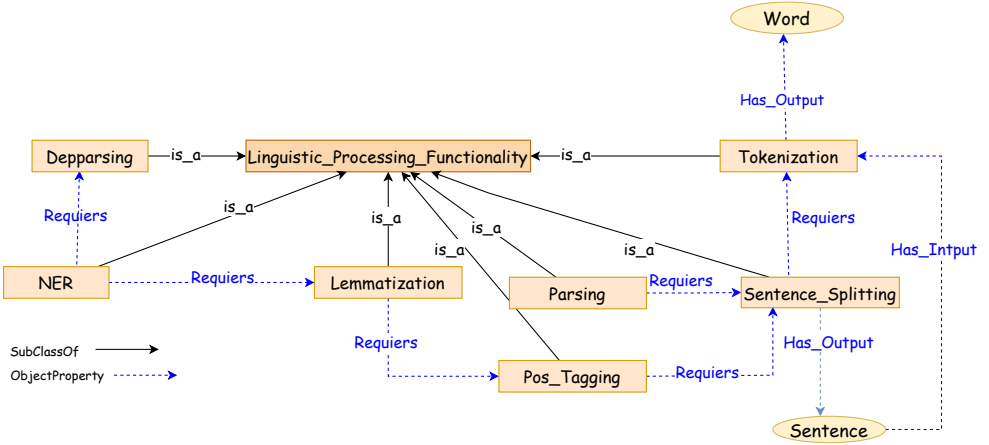 Word
Has_Output
Depparsing
is_a
Linguistic_Processing_Functionality
is_a
Tokenization
Requiers
is_a
is_a
is_a
is_a
is_a
Requiers
Has_Intput
NER
Requiers
Lemmatization
Parsing
Requiers
Sentence_Splitting
Requiers
Has_Output
SubClassOf
ObjectProperty
Pos_Tagging
Requiers
Sentence